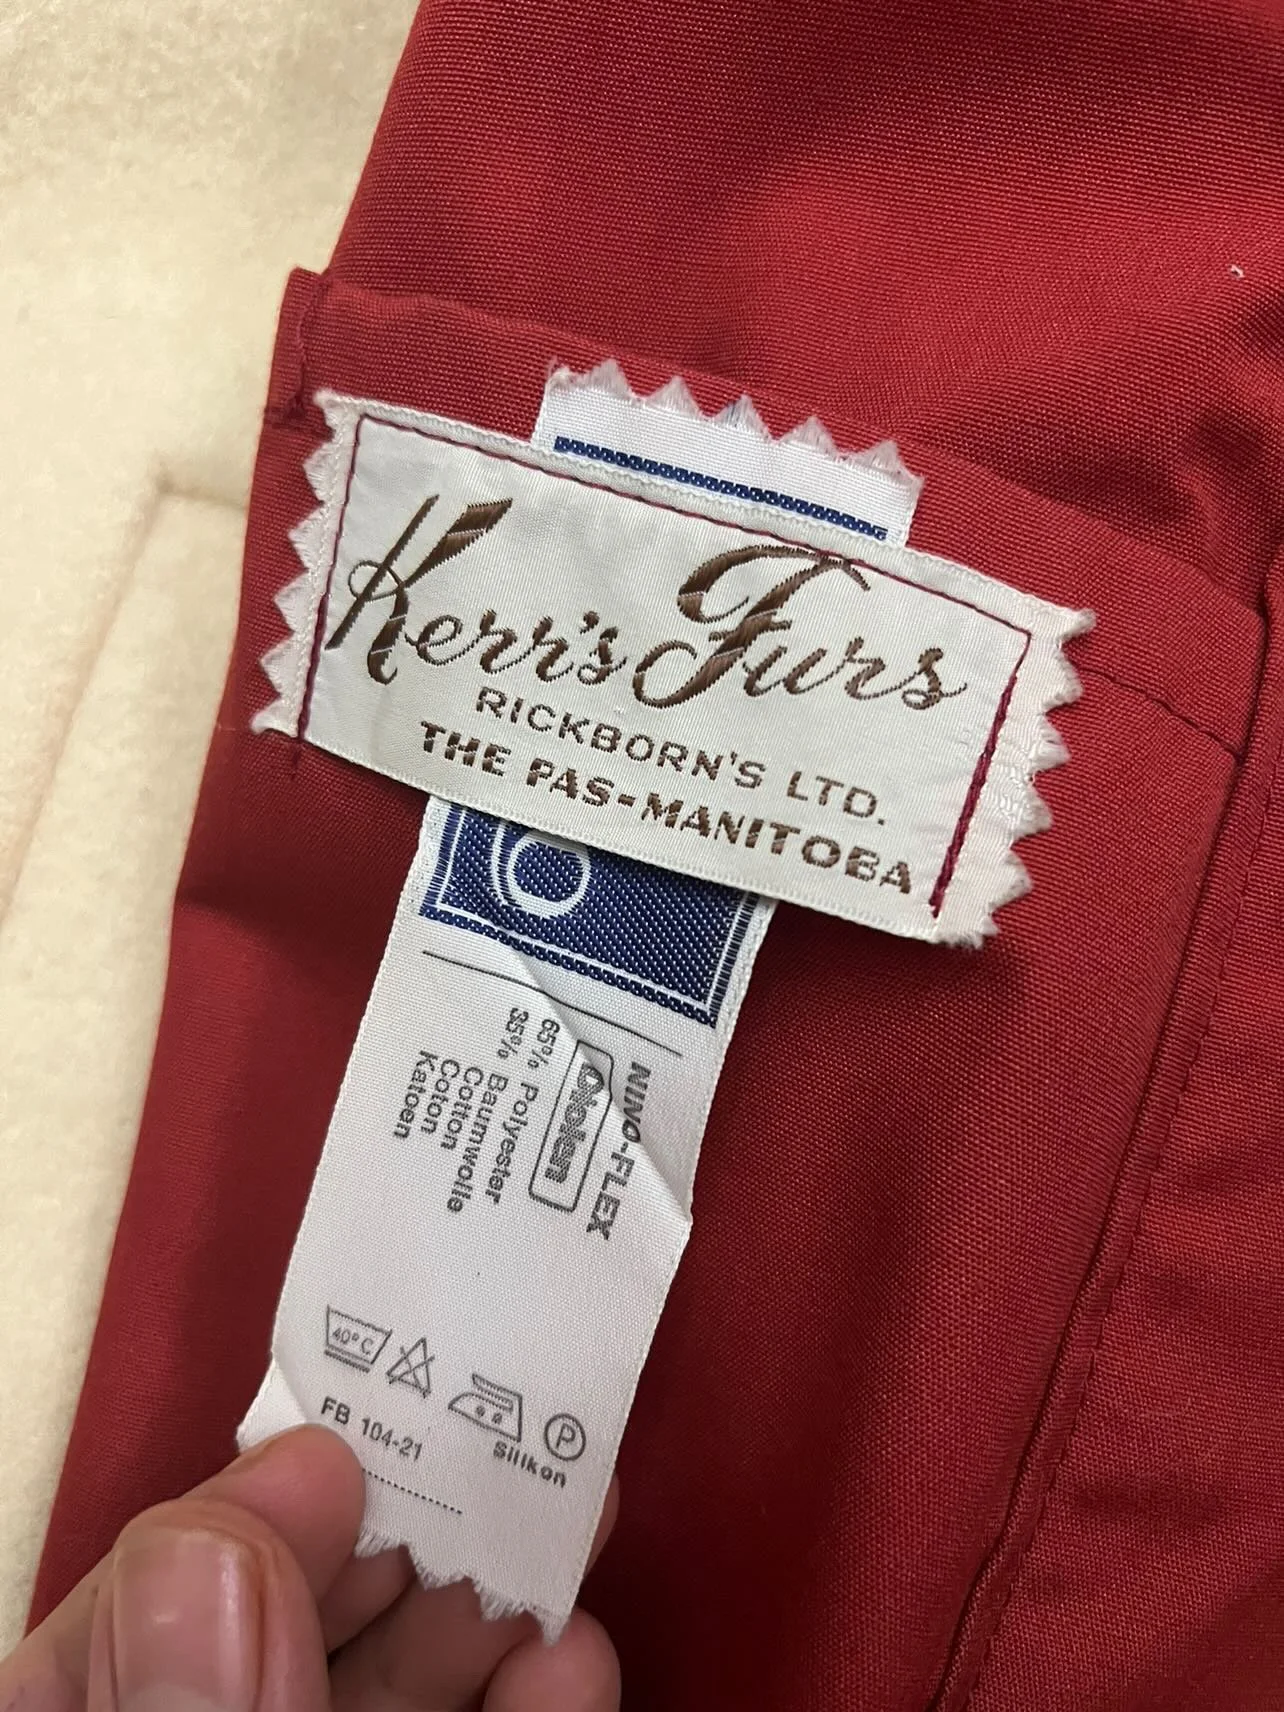 Kerr's Furs
RICKBORN'S LTD.
THE PAS-MANITOBA
NINO-FLEX
Diolen
65% Polyester
35% Baumwolle
Cotton
Coton
Katoen
40°C
P
Silikon
FB 104-21